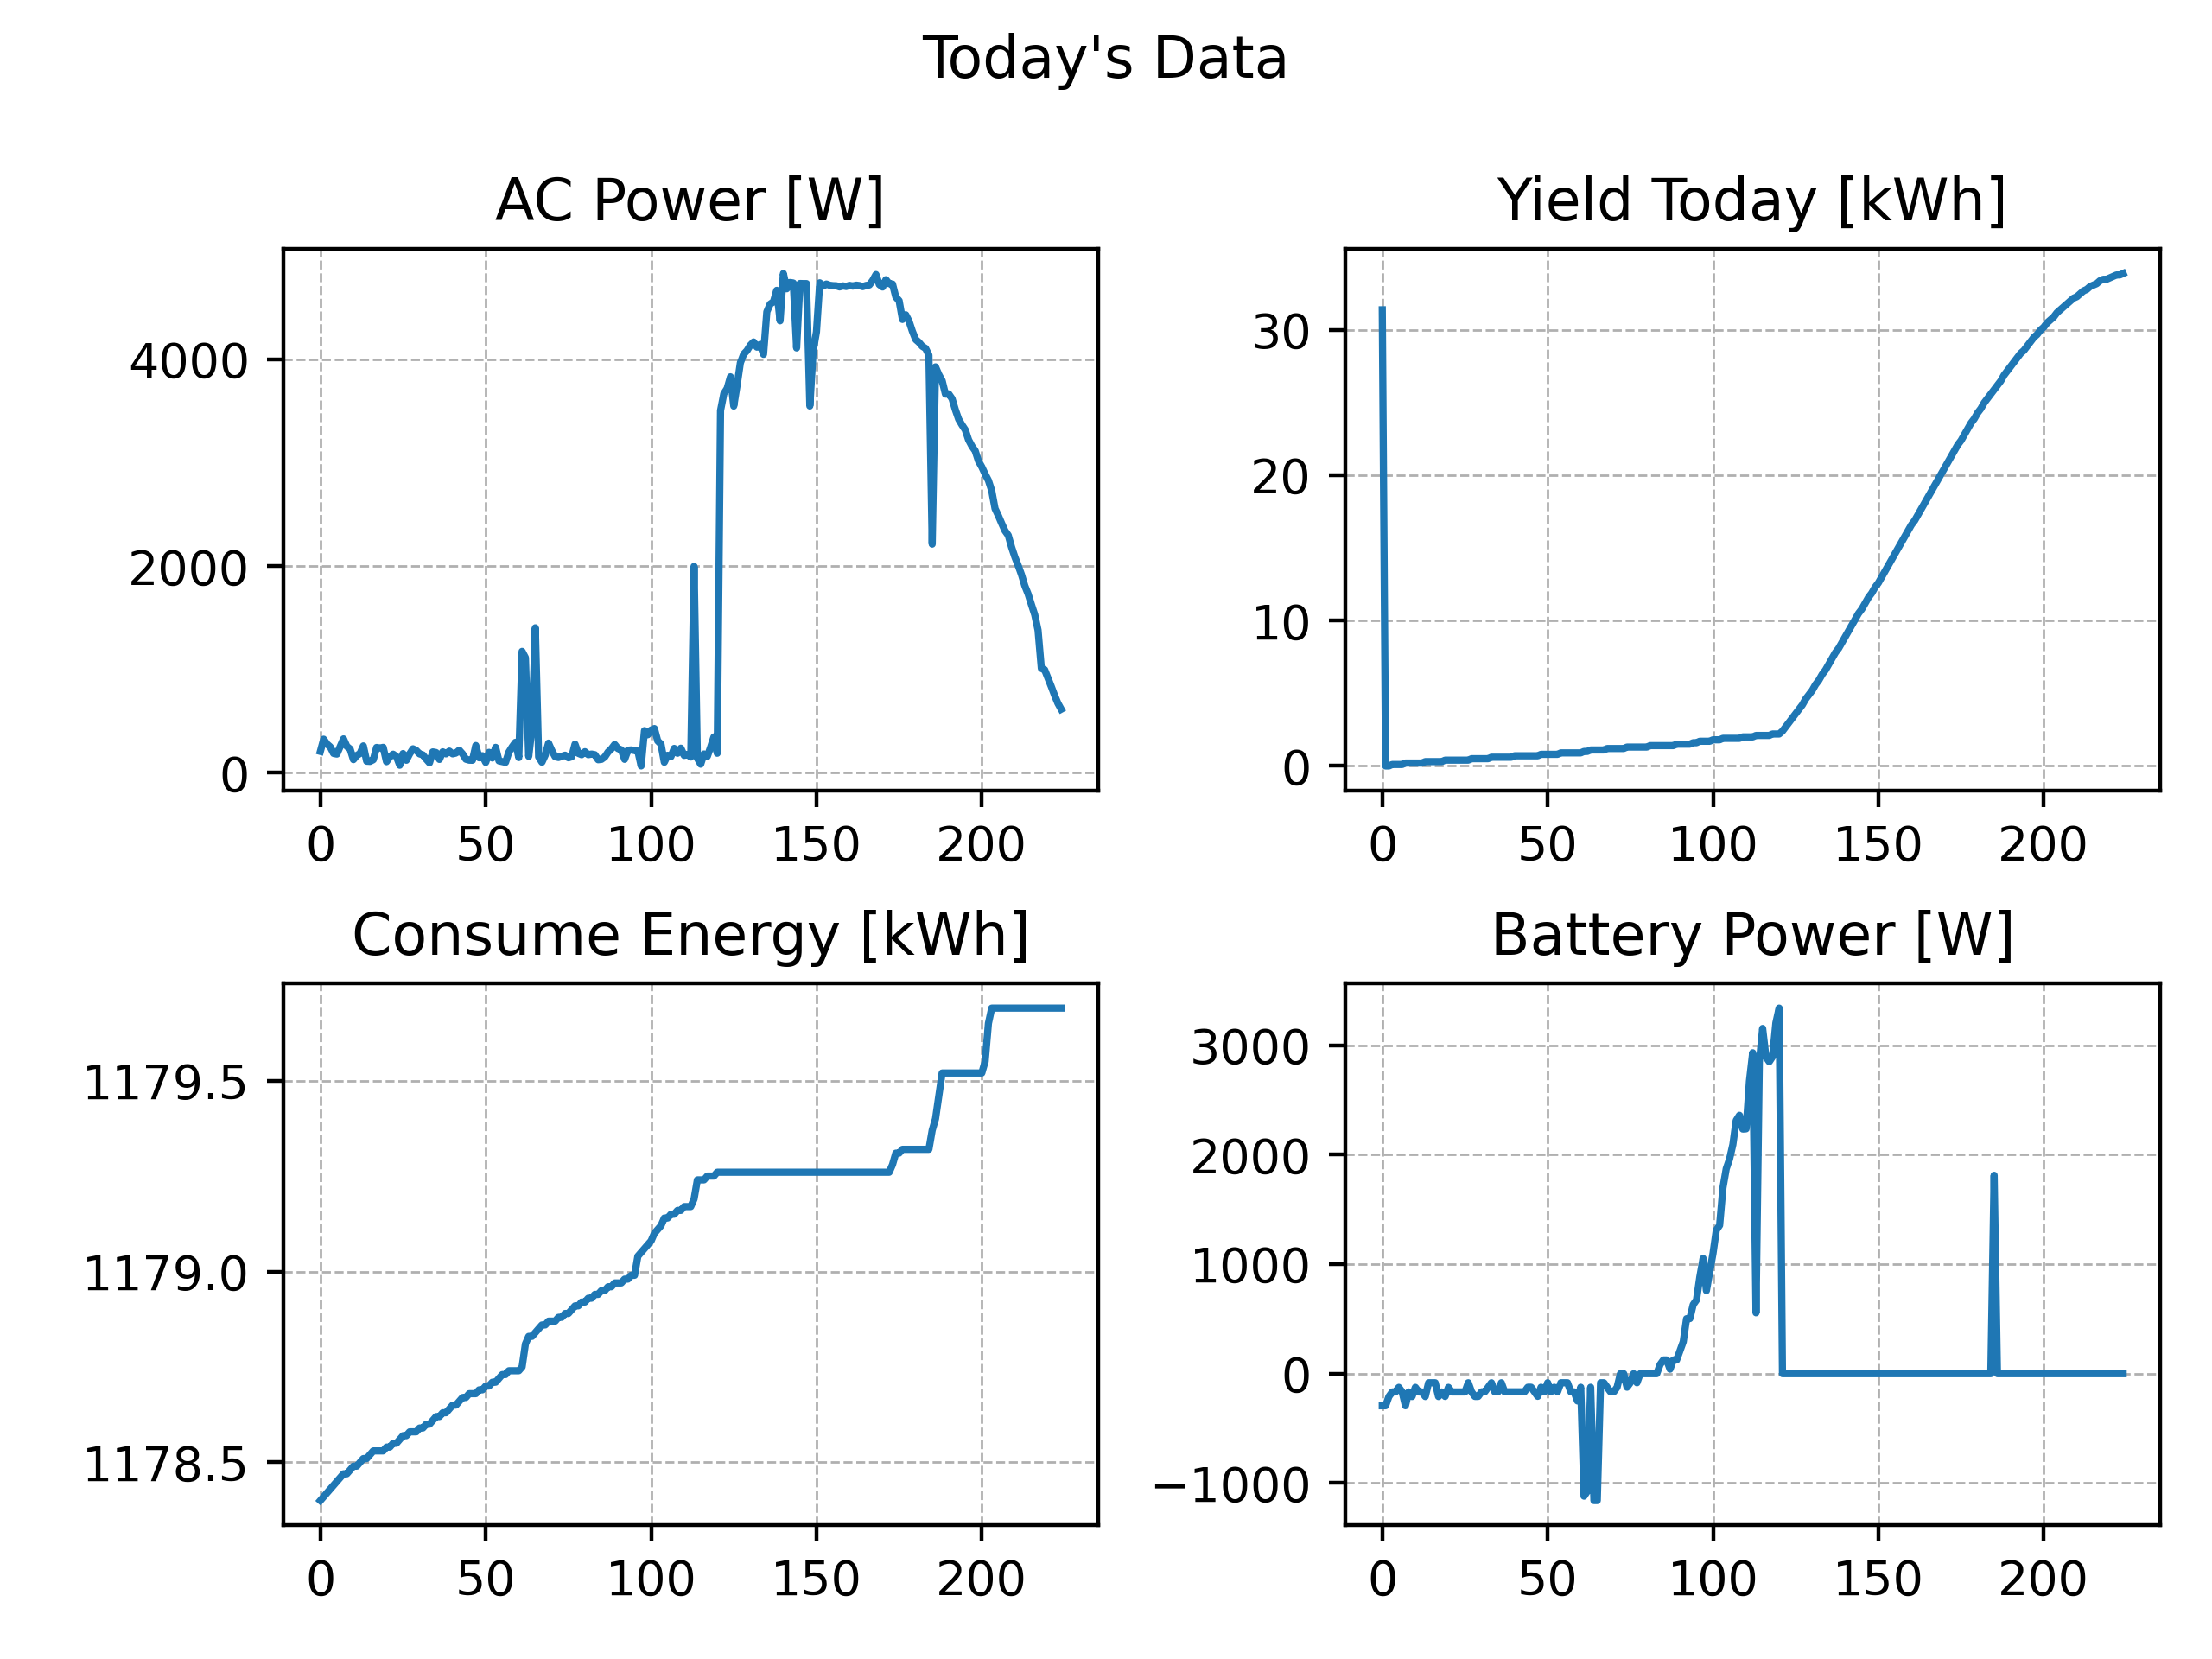 Today's Data
AC Power [W]
Yield Today [kWh]
4000
2000
0
0 50 100 150 200
30
20
10
0
0 50 100 150 200
Consume Energy [kWh]
Battery Power [W]
1179.5
1179.0
1178.5
0 50 100 150 200
3000
2000
1000
0
−1000
0 50 100 150 200